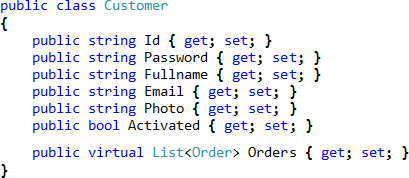 public class Customer
{
    public string Id { get; set; }
    public string Password { get; set; }
    public string Fullname { get; set; }
    public string Email { get; set; }
    public string Photo { get; set; }
    public bool Activated { get; set; }
    public virtual List<Order> Orders { get; set; }
}